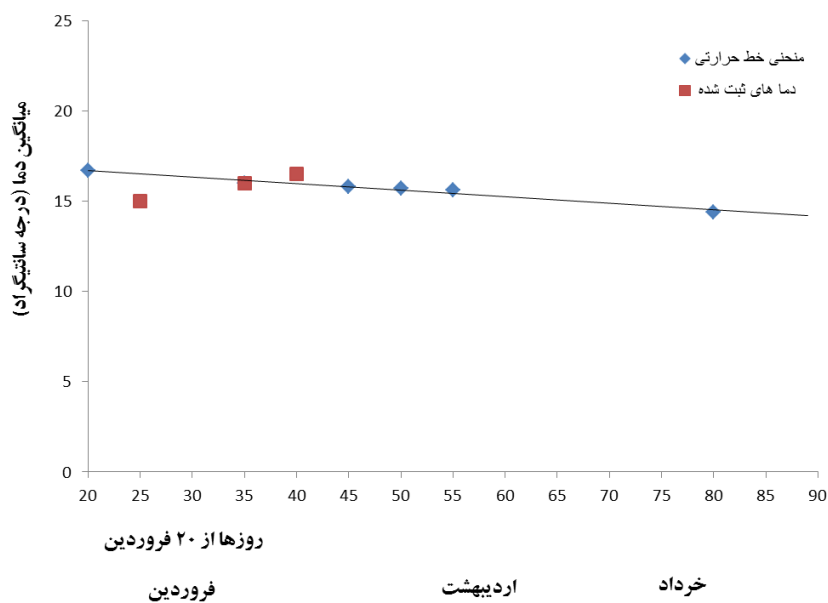 منحنی خط حرارتی
دما های ثبت شده
میانگین دما (درجه سانتیگراد)
25
20
15
10
5
0
20 25 35 40 45 50 55 60 65 70 75 80 85 90
روزها از ۲۰ فروردین
فروردین اردیبهشت خرداد